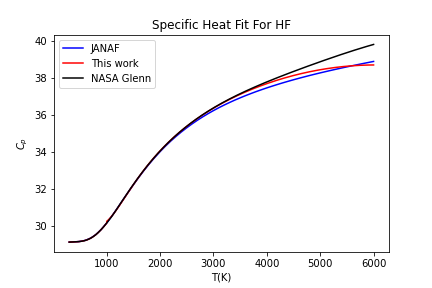 Specific Heat Fit For HF
JANAF
This work
NASA Glenn
40
38
36
34
32
30
C_p
1000 2000 3000 4000 5000 6000
T(K)